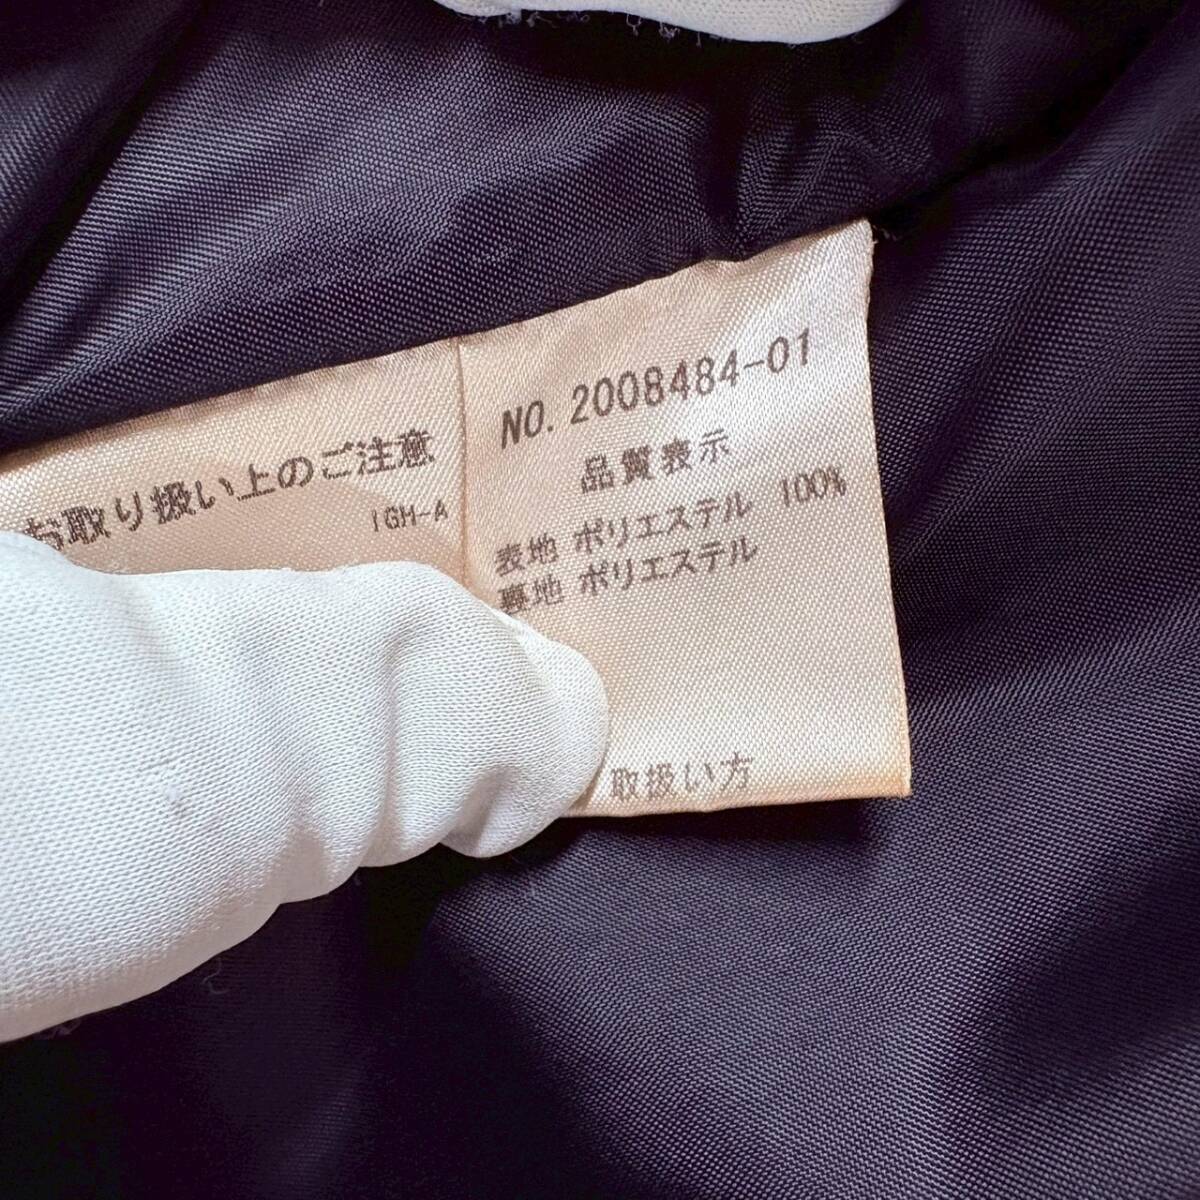 お取り扱い上のご注意
IGH-A
NO.2008484-01
品質表示
表地 ポリエステル 100%
裏地 ポリエステル
取扱い方